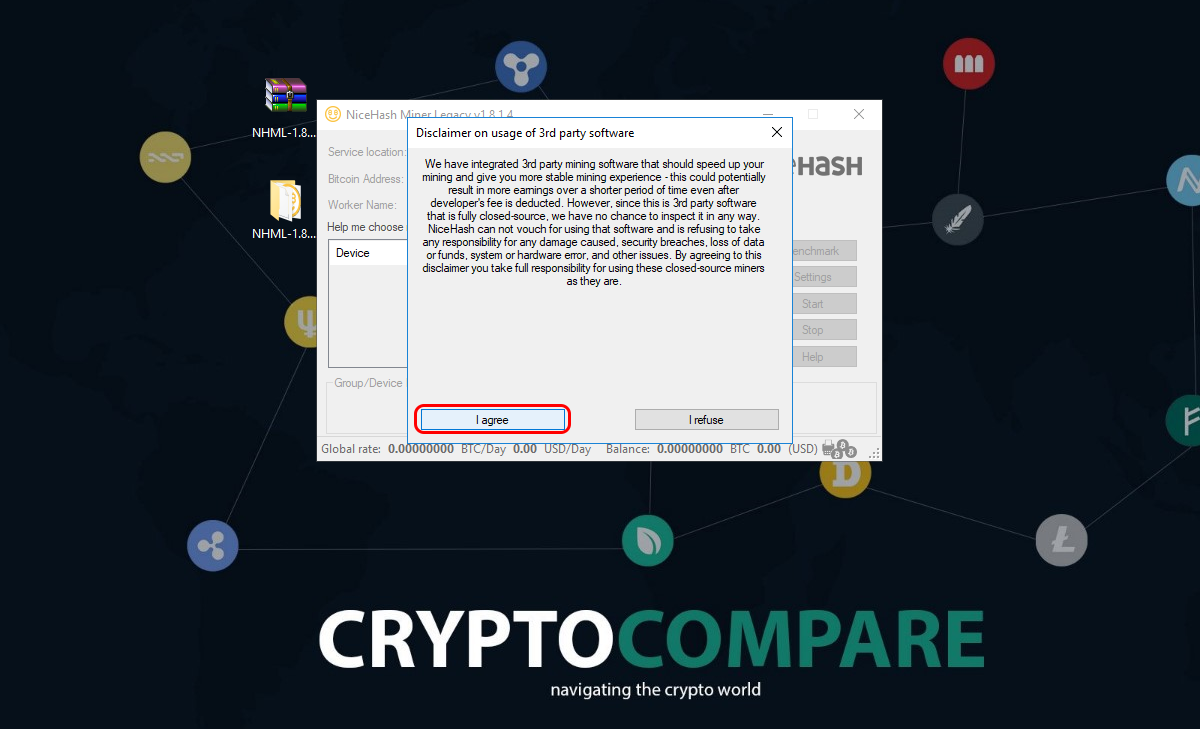 NHML-1.8...
NHML-1.8...
NiceHash Miner Legacy v1.8.1.4
Disclaimer on usage of 3rd party software
We have integrated 3rd party mining software that should speed up your
mining and give you more stable mining experience - this could potentially
result in more earnings over a shorter period of time even after
developer's fee is deducted. However, since this is 3rd party software
that is fully closed-source, we have no chance to inspect it in any way.
NiceHash can not vouch for using that software and is refusing to take
any responsibility for any damage caused, security breaches, loss of data
or funds, system or hardware error, and other issues. By agreeing to this
disclaimer you take full responsibility for using these closed-source miners
as they are.
I agree
I refuse
Service location:
Bitcoin Address:
Worker Name:
Help me choose
Device
Group/Device
eHASH
enchmark
Settings
Start
Stop
Help
Global rate: 0.00000000 BTC/Day 0.00 USD/Day Balance: 0.00000000 BTC 0.00 (USD)
CRYPTOCOMPARE
navigating the crypto world